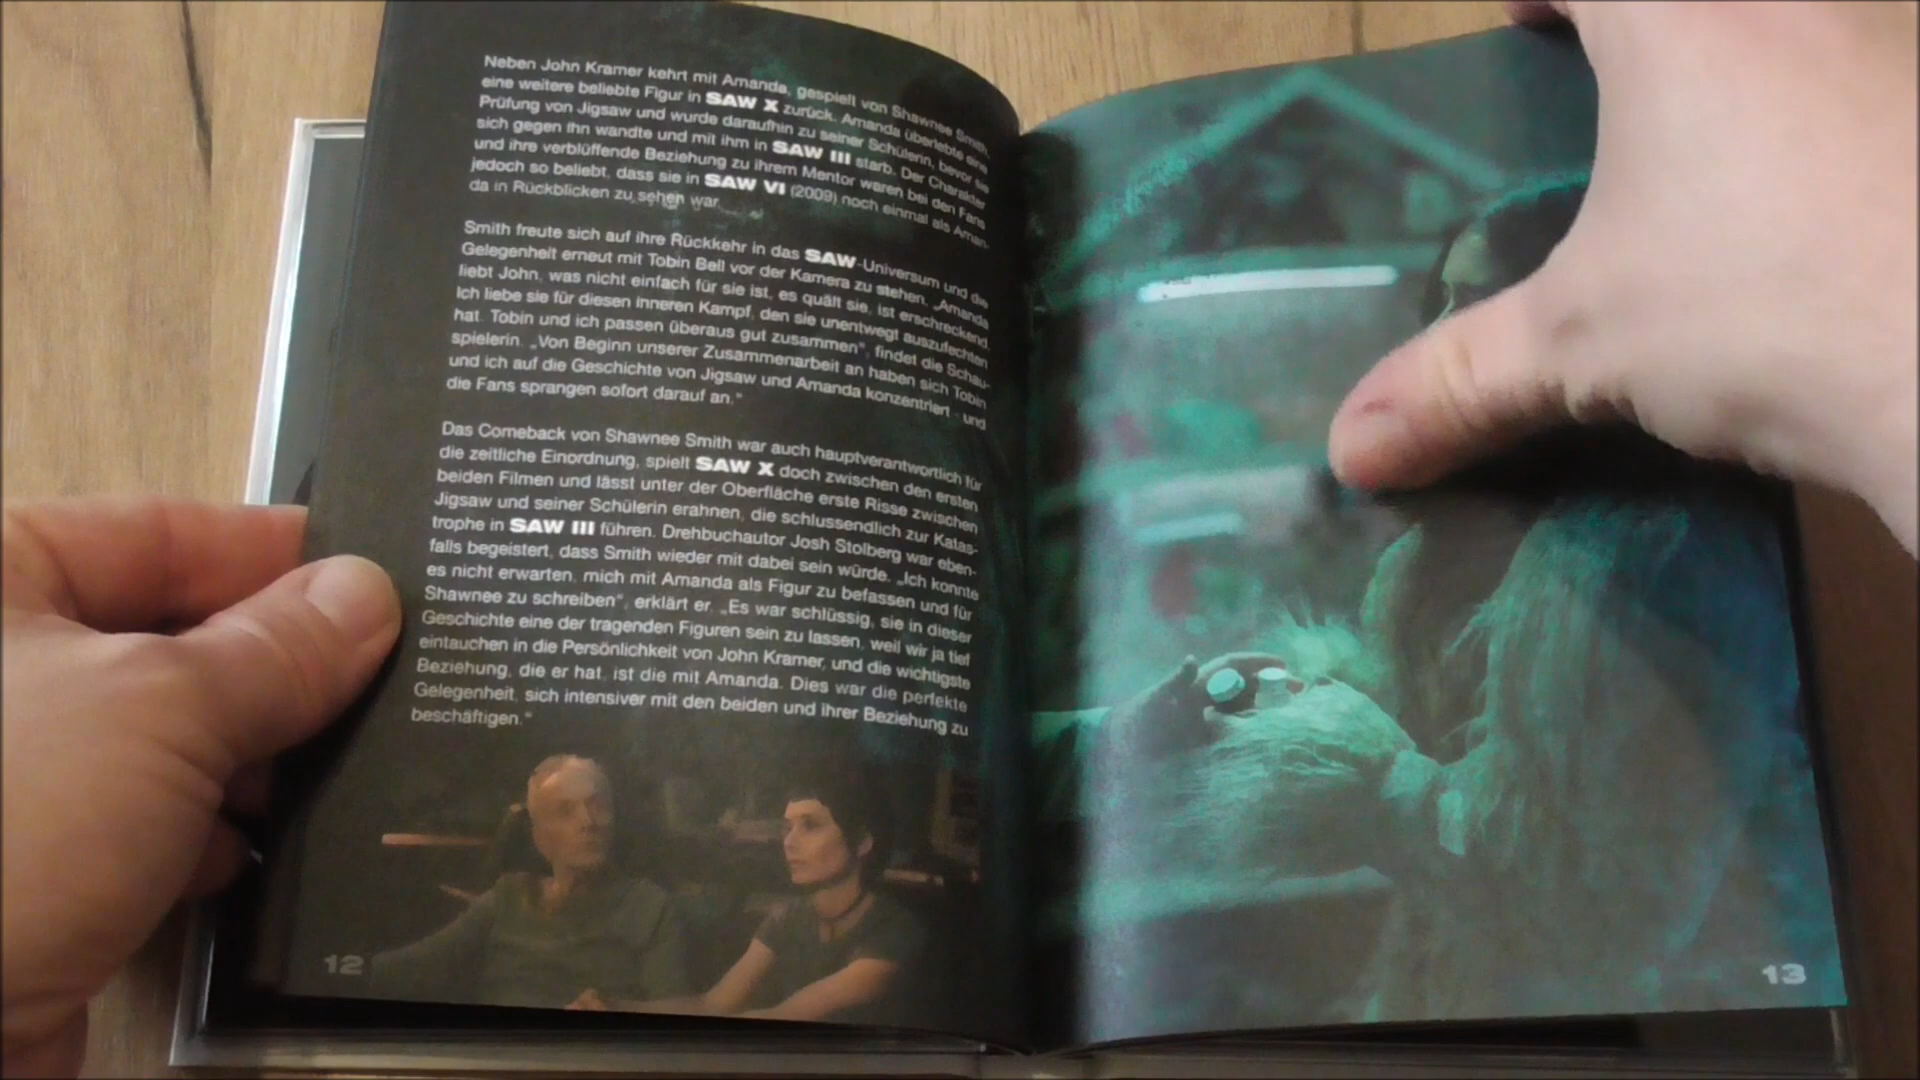 Neben John Kramer kehrt mit Amanda, gespielt von Shawnee Smith,
eine weitere beliebte Figur in SAW X zurück. Amanda überlebte eine
Prüfung von Jigsaw und wurde daraufhin zu seiner Schülerin, bevor sie
sich gegen ihn wandte und mit ihm in SAW III starb. Der Charakter
und ihre verblüffende Beziehung zu ihrem Mentor waren bei den Fans
jedoch so beliebt, dass sie in SAW VI (2009) noch einmal als Aman-
da in Rückblicken zu sehen war.
Smith freute sich auf ihre Rückkehr in das SAW-Universum und die
Gelegenheit erneut mit Tobin Bell vor der Kamera zu stehen. „Amanda
liebt John, was nicht einfach für sie ist, es quält sie, ist erschreckend.
Ich liebe sie für diesen inneren Kampf, den sie unentwegt auszufechten
hat. Tobin und ich passen überaus gut zusammen“, findet die Schau-
spielerin. „Von Beginn unserer Zusammenarbeit an haben sich Tobin
und ich auf die Geschichte von Jigsaw und Amanda konzentriert - und
die Fans sprangen sofort darauf an.“
Das Comeback von Shawnee Smith war auch hauptverantwortlich für
die zeitliche Einordnung, spielt SAW X doch zwischen den ersten
beiden Filmen und lässt unter der Oberfläche erste Risse zwischen
Jigsaw und seiner Schülerin erahnen, die schlussendlich zur Katas-
trophe in SAW III führen. Drehbuchautor Josh Stolberg war eben-
falls begeistert, dass Smith wieder mit dabei sein würde. „Ich konnte
es nicht erwarten, mich mit Amanda als Figur zu befassen und für
Shawnee zu schreiben“, erklärt er. „Es war schlüssig, sie in dieser
Geschichte eine der tragenden Figuren sein zu lassen, weil wir ja tief
eintauchen in die Persönlichkeit von John Kramer, und die wichtigste
Beziehung, die er hat, ist die mit Amanda. Dies war die perfekte
Gelegenheit, sich intensiver mit den beiden und ihrer Beziehung zu
beschäftigen.“
12
13